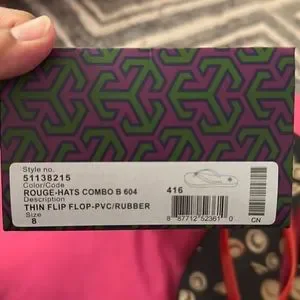 Style no.
51138215
Color/Code
ROUGE-HATS COMBO B 604 416
Description
THIN FLIP FLOP-PVC/RUBBER
Size
8
8 87712 52361 0
CN